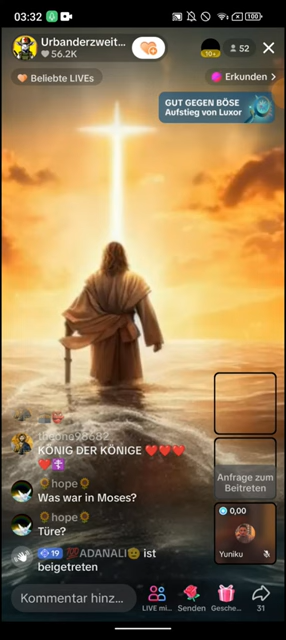 03:32
100
Urbanderzweit...
56.2K
10+
52
Beliebte LIVEs
Erkunden
GUT GEGEN BÖSE
Aufstieg von Luxor
KÖNIG DER KÖNIGE
hope
Was war in Moses?
hope
Türe?
19 ADANALI ist
beigetreten
Anfrage zum
Beitreten
0,00
Yuniku
Kommentar hinz...
LIVE mi...
Senden
Gesche...
31